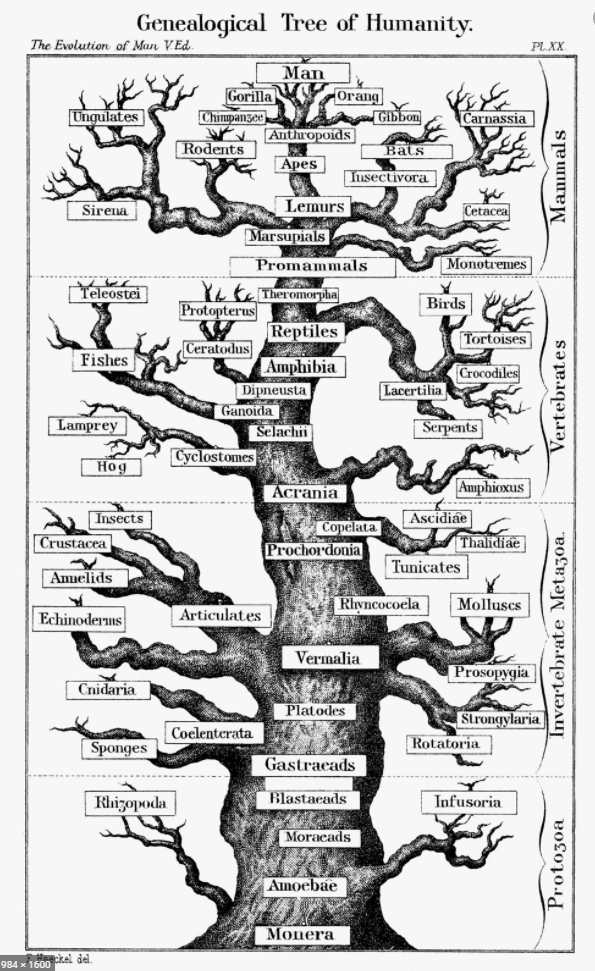 Genealogical Tree of Humanity.
The Evolution of Man V.Ed.
Pl.XX.
Man
Gorilla
Orang
Ungulates
Chimpanzee
Gibbon
Carnassia
Anthropoids
Rodents
Bats
Apes
Insectivora
Sirena
Lemurs
Cetacea
Marsupials
Promammals
Monotremes
Mammals
Teleostei
Theromorpha
Birds
Protopterus
Reptiles
Tortoises
Ceratodus
Fishes
Amphibia
Crocodiles
Dipneusta
Lacertilia
Ganoida
Lamprey
Selachii
Serpents
Cyclostomes
Hog
Acrania
Amphioxus
Vertebrates
Insects
Copelata
Ascidiae
Crustacea
Prochordonia
Thalidiae
Tunicates
Annelids
Articulates
Rhyncocoela
Molluscs
Echinoderms
Vermalia
Prosopygia
Cnidaria
Platodes
Strongylaria
Coelenterata
Rotatoria
Sponges
Gastraeads
Invertebrate Metazoa.
Rhizopoda
Blastaeads
Infusoria
Moraeads
Amoebae
Monera
Protozoa
984 × 1600
Haeckel del.